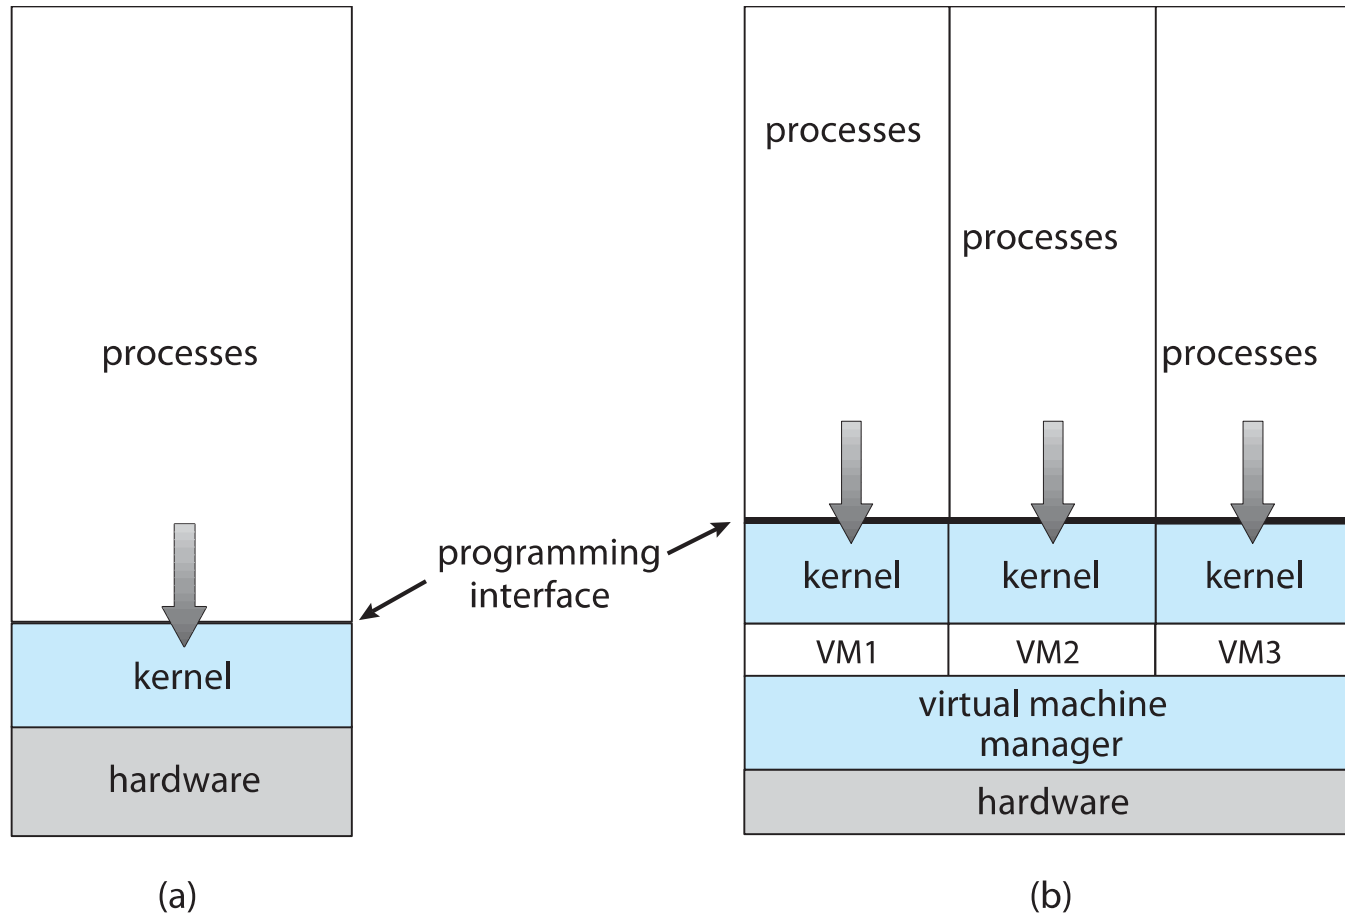 processes
kernel
hardware
(a)
programming
interface
processes
processes
processes
kernel
kernel
kernel
VM1
VM2
VM3
virtual machine
manager
hardware
(b)